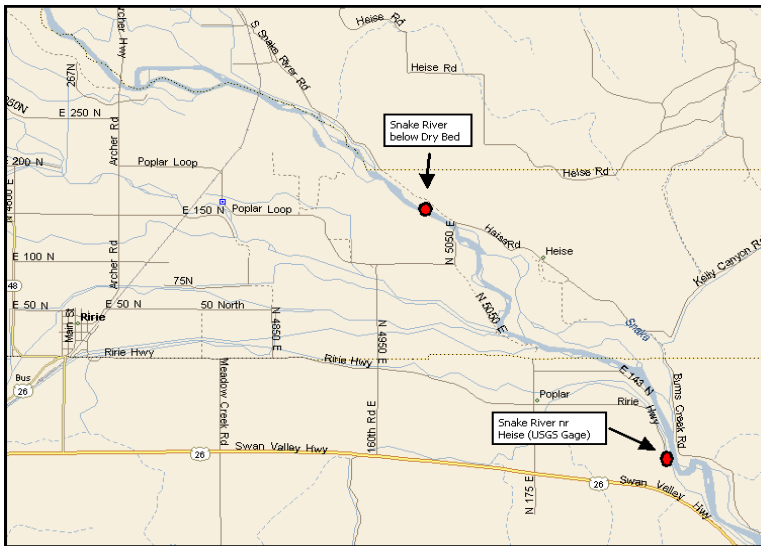 Heise Rd
Archer Hwy
S Snake River Rd
Heise Rd
267N
E 250 N
Snake River
below Dry Bed
Archer Rd
200 N
Poplar Loop
Heise Rd
N 4600 E
E 150 N
Poplar Loop
N 5050 E
Heise Rd
Heise
Kelly Canyon Rd
E 100 N
Archer Rd
75N
48
E 50 N
Main St
E 50 N
50 North
Ririe
N 4850 E
N 4950 E
N 5050 E
Snake
Ririe Hwy
Ririe Hwy
E 143 N
Bus
26
Meadow Creek Rd
160th Rd E
Poplar
Ririe Hwy
Burns Creek Rd
Snake River nr
Heise (USGS Gage)
26
Swan Valley Hwy
N 175 E
26
Swan Valley Hwy